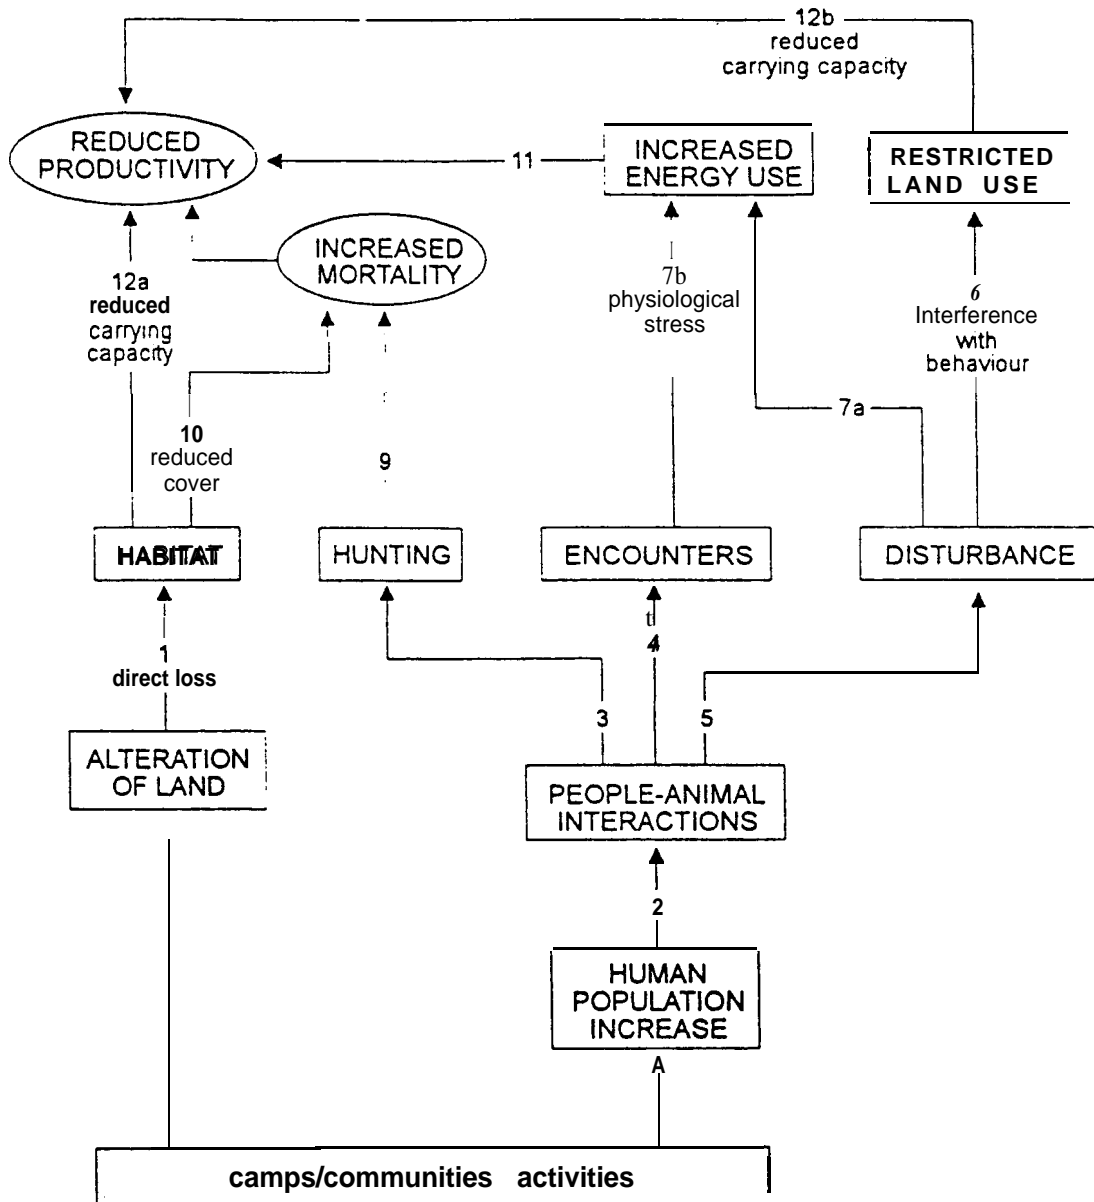 12b
reduced
carrying capacity
REDUCED
PRODUCTIVITY
11
INCREASED
ENERGY USE
RESTRICTED
LAND USE
INCREASED
MORTALITY
12a
reduced
carrying
capacity
7b
physiological
stress
6
Interference
with
behaviour
7a
10
reduced
cover
9
HABITAT
HUNTING
ENCOUNTERS
DISTURBANCE
1
direct loss
t
4
3
5
ALTERATION
OF LAND
PEOPLE-ANIMAL
INTERACTIONS
2
HUMAN
POPULATION
INCREASE
A
camps/communities activities